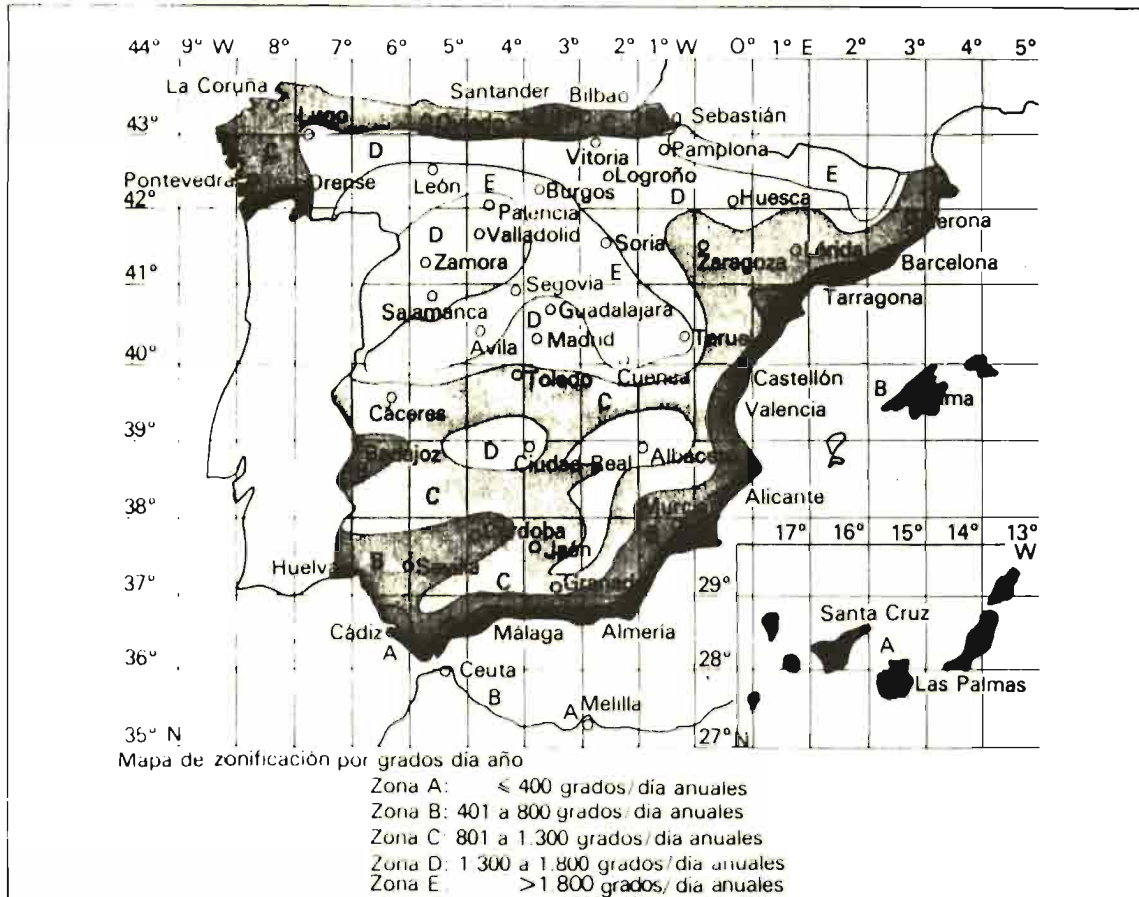 44° 9° W 8° 7° 6° 5° 4° 3° 2° 1° W 0° 1° E 2° 3° 4° 5°
La Coruña Santander Bilbao
Lugo Oviedo Sebastián
43°
D Vitoria Pamplona
C León E Burgos Logroño E
Pontevedra Orense D Huesca
42° Palencia
D Valladolid Soria Gerona
Zaragoza Lérida
Zamora E Barcelona
41° Segovia
Salamanca Guadalajara Tarragona
D
Avila Madrid Teruel
40°
Toledo Cuenca Castellón
Cáceres C B
Valencia
39°
Badajoz D Ciudad Real Albacete
C Alicante
38° Murcia
Córdoba 17° 16° 15° 14° 13°
Jaén W
Huelva B Sevilla
37° C Granada 29°
Santa Cruz
Cádiz Málaga Almería A
36° A 28°
Ceuta Las Palmas
B A Melilla
35° N 27° N
Mapa de zonificación por grados día año
Zona A: ⩽ 400 grados/día anuales
Zona B: 401 a 800 grados/día anuales
Zona C: 801 a 1.300 grados/día anuales
Zona D: 1.300 a 1.800 grados/día anuales
Zona E: >1.800 grados/día anuales